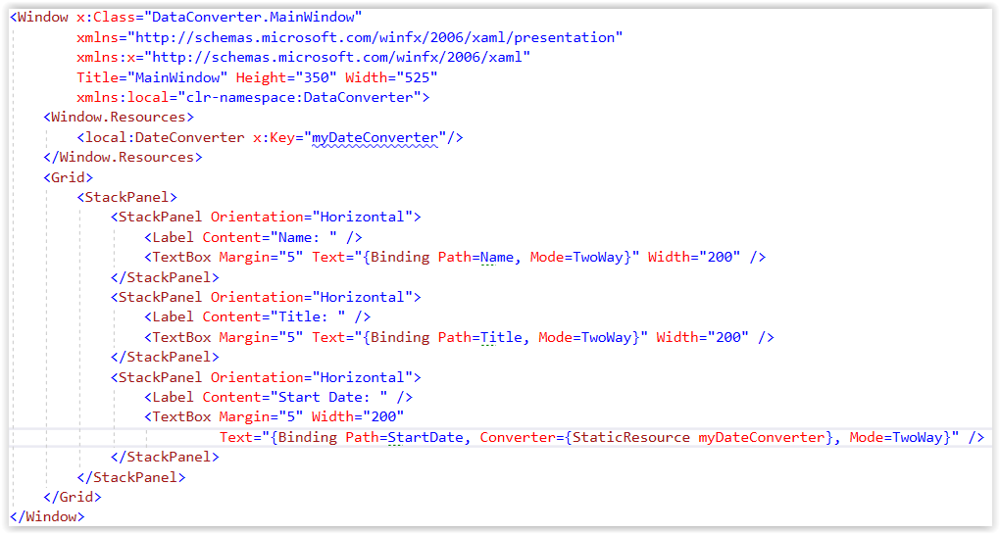 <Window x:Class="DataConverter.MainWindow"
        xmlns="http://schemas.microsoft.com/winfx/2006/xaml/presentation"
        xmlns:x="http://schemas.microsoft.com/winfx/2006/xaml"
        Title="MainWindow" Height="350" Width="525"
        xmlns:local="clr-namespace:DataConverter">
    <Window.Resources>
        <local:DateConverter x:Key="myDateConverter"/>
    </Window.Resources>
    <Grid>
        <StackPanel>
            <StackPanel Orientation="Horizontal">
                <Label Content="Name: " />
                <TextBox Margin="5" Text="{Binding Path=Name, Mode=TwoWay}" Width="200" />
            </StackPanel>
            <StackPanel Orientation="Horizontal">
                <Label Content="Title: " />
                <TextBox Margin="5" Text="{Binding Path=Title, Mode=TwoWay}" Width="200" />
            </StackPanel>
            <StackPanel Orientation="Horizontal">
                <Label Content="Start Date: " />
                <TextBox Margin="5" Width="200"
                         Text="{Binding Path=StartDate, Converter={StaticResource myDateConverter}, Mode=TwoWay}" />
            </StackPanel>
        </StackPanel>
    </Grid>
</Window>